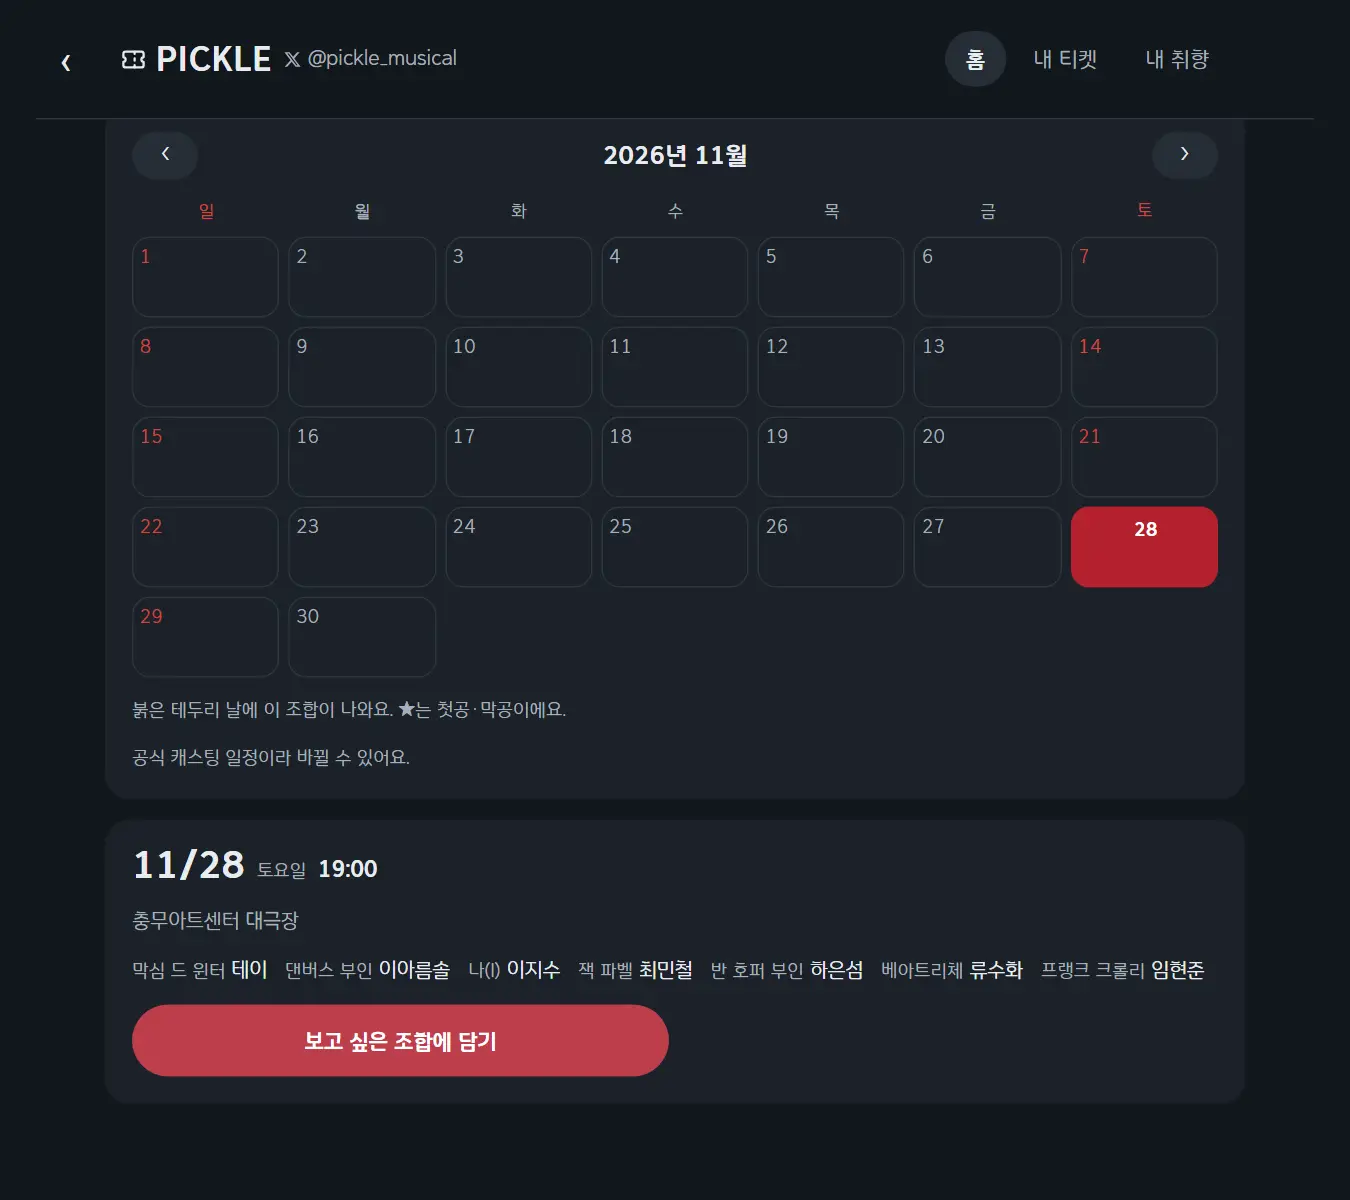 ‹ PICKLE X @pickle_musical 홈 내 티켓 내 취향
‹ 2026년 11월 ›
일 월 화 수 목 금 토
1 2 3 4 5 6 7
8 9 10 11 12 13 14
15 16 17 18 19 20 21
22 23 24 25 26 27 28
29 30
붉은 테두리 날에 이 조합이 나와요. ★는 첫공·막공이에요.
공식 캐스팅 일정이라 바뀔 수 있어요.
11/28 토요일 19:00
충무아트센터 대극장
막심 드 윈터 테이 댄버스 부인 이아름솔 나(I) 이지수 잭 파벨 최민철 반 호퍼 부인 하은섬 베아트리체 류수화 프랭크 크롤리 임현준
보고 싶은 조합에 담기